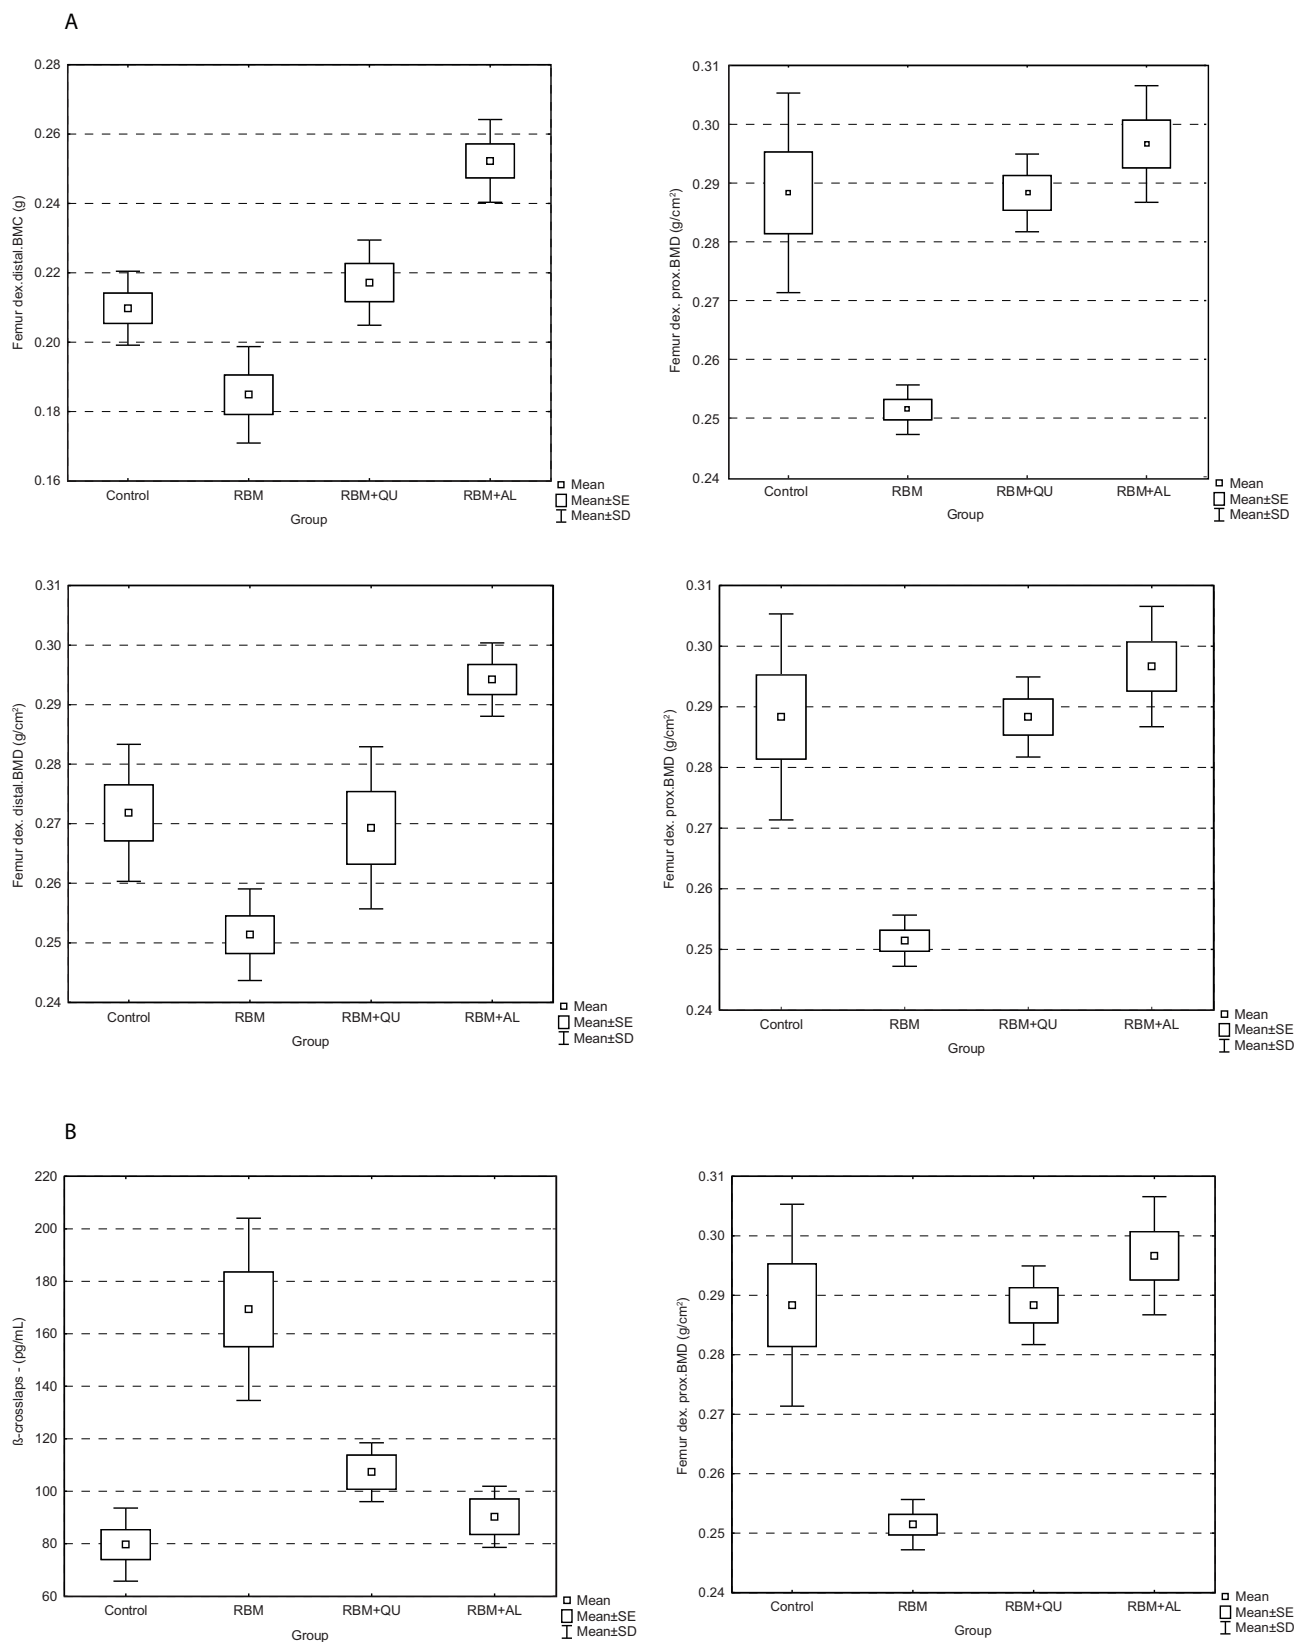 A
Femur dex.distal.BMC (g)
0.28
0.26
0.24
0.22
0.20
0.18
0.16
Control RBM RBM+QU RBM+AL
Group
Mean
Mean±SE
Mean±SD
Femur dex. prox.BMD (g/cm²)
0.31
0.30
0.29
0.28
0.27
0.26
0.25
0.24
Control RBM RBM+QU RBM+AL
Group
Mean
Mean±SE
Mean±SD
Femur dex. distal.BMD (g/cm²)
0.31
0.30
0.29
0.28
0.27
0.26
0.25
0.24
Control RBM RBM+QU RBM+AL
Group
Mean
Mean±SE
Mean±SD
Femur dex. prox.BMD (g/cm²)
0.31
0.30
0.29
0.28
0.27
0.26
0.25
0.24
Control RBM RBM+QU RBM+AL
Group
Mean
Mean±SE
Mean±SD
B
ß-crosslaps - (pg/mL)
220
200
180
160
140
120
100
80
60
Control RBM RBM+QU RBM+AL
Group
Mean
Mean±SE
Mean±SD
Femur dex. prox.BMD (g/cm²)
0.31
0.30
0.29
0.28
0.27
0.26
0.25
0.24
Control RBM RBM+QU RBM+AL
Group
Mean
Mean±SE
Mean±SD